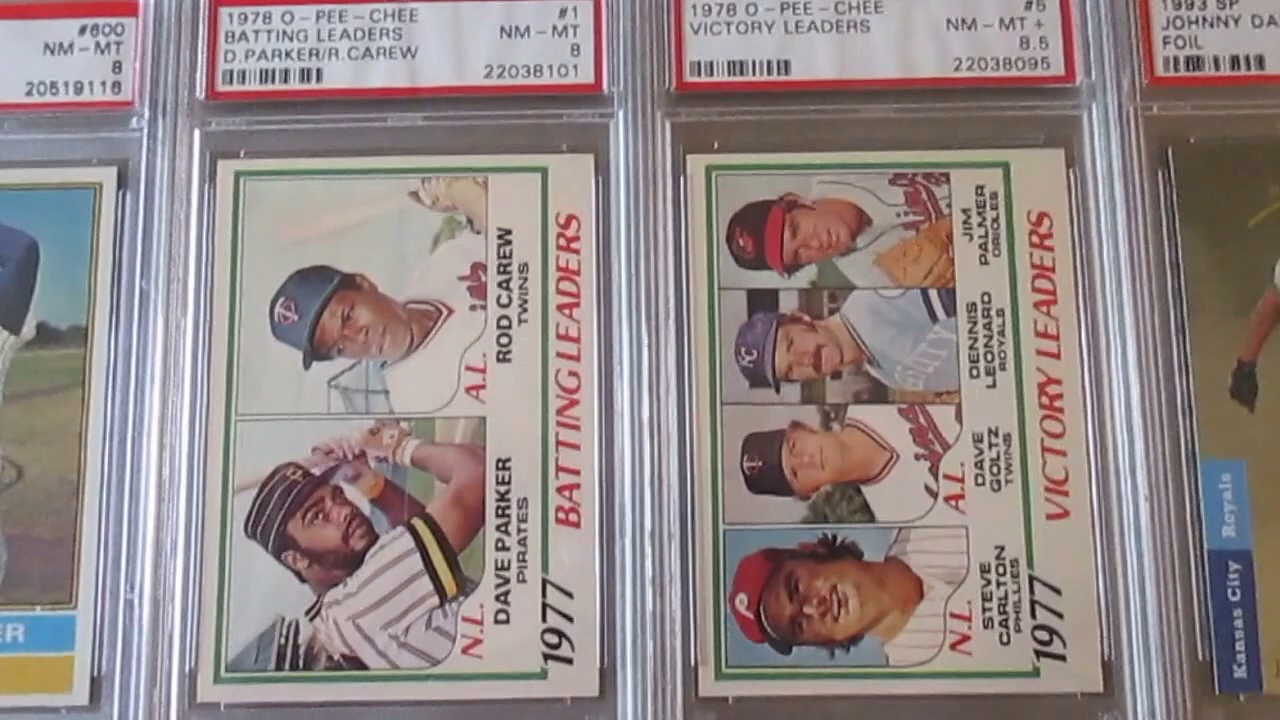 #600
NM-MT
8
20519116
1978 O-PEE-CHEE #1
BATTING LEADERS NM-MT
D.PARKER/R.CAREW 8
22038101
1978 O-PEE-CHEE #5
VICTORY LEADERS NM-MT +
8.5
22038095
1993 SP
JOHNNY DA
FOIL
ER
N.L.
DAVE PARKER
PIRATES
A.L.
ROD CAREW
TWINS
1977 BATTING LEADERS
N.L.
STEVE
CARLTON
PHILLIES
A.L.
DAVE
GOLTZ
TWINS
DENNIS
LEONARD
ROYALS
JIM
PALMER
ORIOLES
1977 VICTORY LEADERS
Kansas City Royals